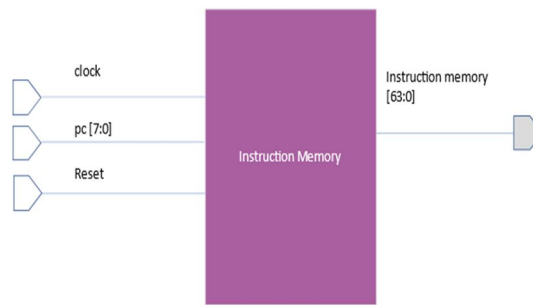 clock
pc [7:0]
Reset
Instruction Memory
Instruction memory
[63:0]